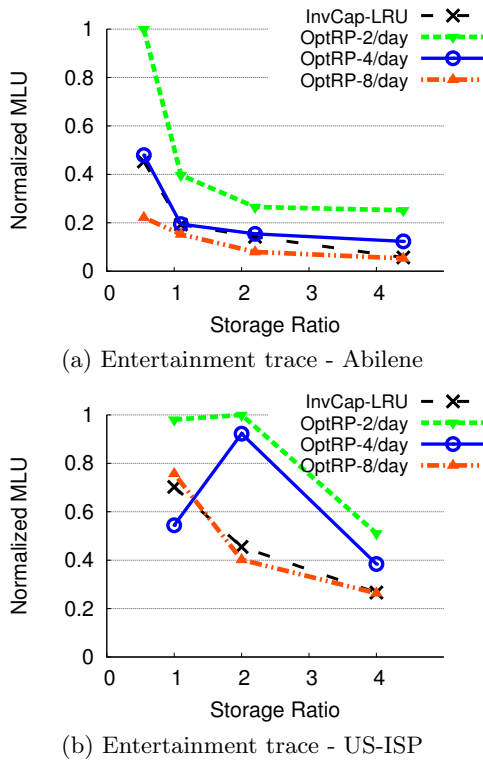 InvCap-LRU
OptRP-2/day
OptRP-4/day
OptRP-8/day
Normalized MLU
1
0.8
0.6
0.4
0.2
0
0 1 2 3 4
Storage Ratio
(a) Entertainment trace - Abilene
InvCap-LRU
OptRP-2/day
OptRP-4/day
OptRP-8/day
Normalized MLU
1
0.8
0.6
0.4
0.2
0
0 1 2 3 4
Storage Ratio
(b) Entertainment trace - US-ISP